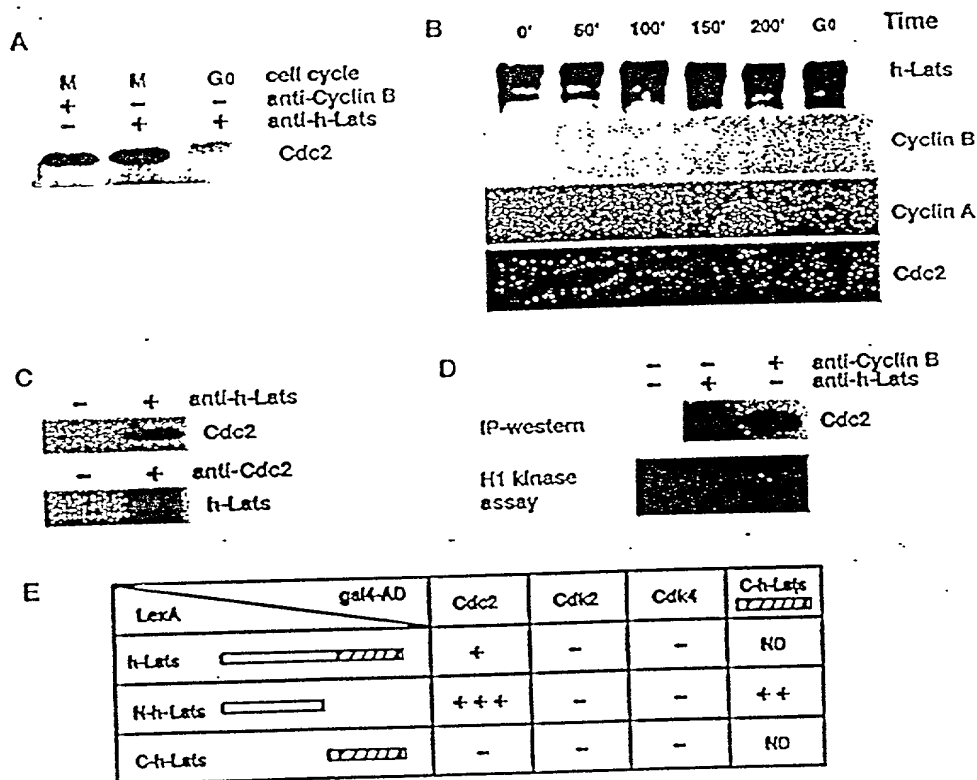 A
M M G0 cell cycle
+ - - anti-Cyclin B
- + + anti-h-Lats
Cdc2
B
0' 50' 100' 150' 200' G0 Time
h-Lats
Cyclin B
Cyclin A
Cdc2
C
- + anti-h-Lats
Cdc2
- + anti-Cdc2
h-Lats
D
- - + anti-Cyclin B
- + - anti-h-Lats
IP-western Cdc2
H1 kinase
assay
E
LexA gal4-AD Cdc2 Cdk2 Cdk4 C-h-Lats
h-Lats + - - ND
N-h-Lats +++ - - ++
C-h-Lats - - - ND